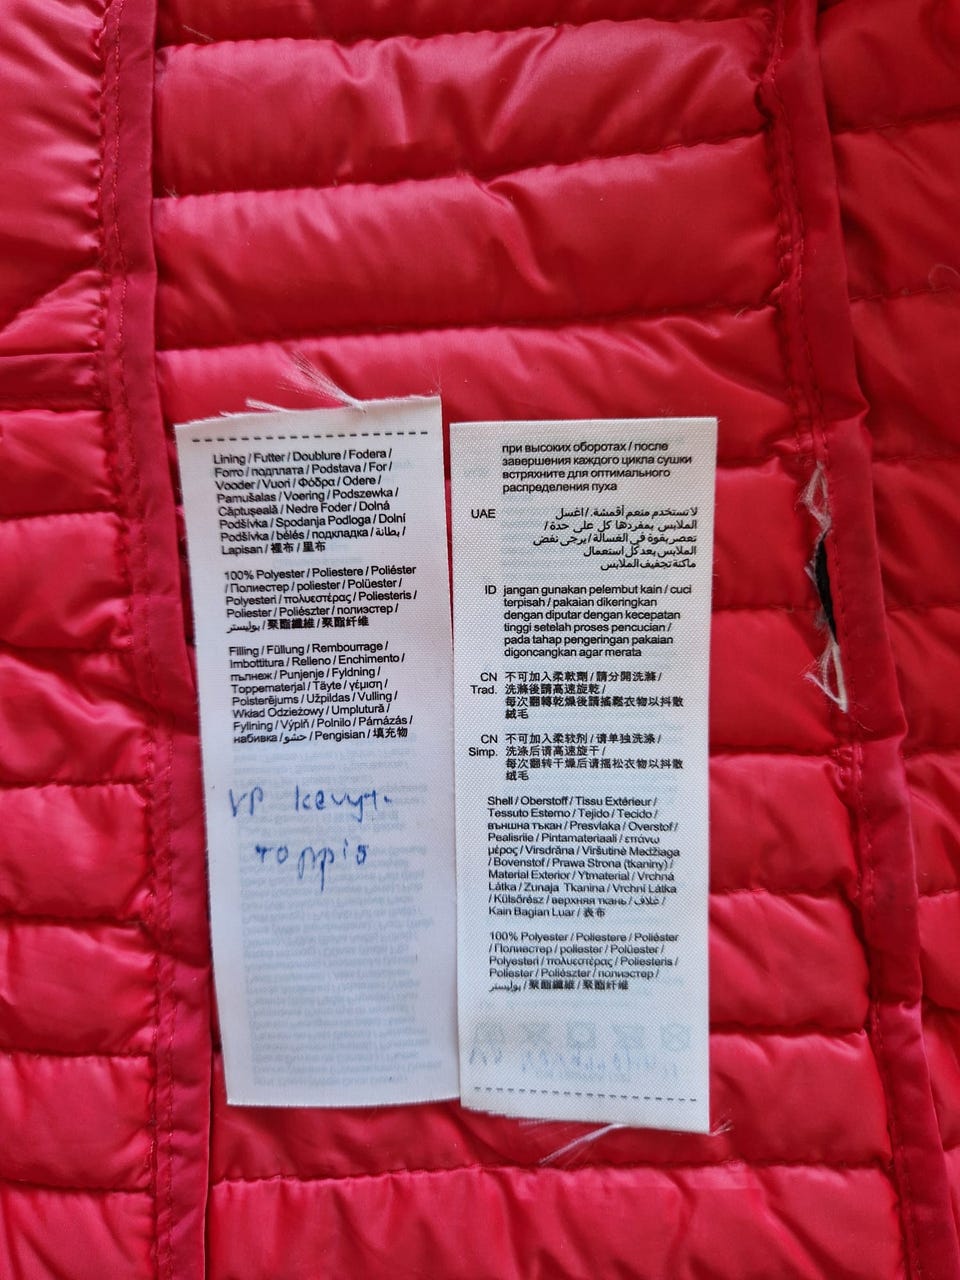 Lining / Futter / Doublure / Fodera /
Forro / подплата / Podstava / For /
Vooder / Vuori / Φόδρα / Odere /
Pamušalas / Voering / Podszewka /
Căptuşeală / Nedre Foder / Dolná
Podšívka / Spodanja Podloga / Dolní
Podšívka / bélés / подкладка / بطانة /
Lapisan / 裡布 / 里布
100% Polyester / Poliestere / Poliéster
/ Полиестер / poliester / Polüester /
Polyesteri / πολυεστέρας / Poliesteris /
Poliester / Poliészter / полиэстер /
بوليستر / 聚酯纖維 / 聚酯纤维
Filling / Füllung / Rembourrage /
Imbottitura / Relleno / Enchimento /
пълнеж / Punjenje / Fyldning /
Toppematerjal / Täyte / γέμιση /
Polsterējums / Užpildas / Vulling /
Wkład Odzieżowy / Umplutură /
Fyllning / Výplň / Polnilo / Párnázás /
набивка / حشو / Pengisian / 填充物
VP kevyt-
toppis
при высоких оборотах / после
завершения каждого цикла сушки
встряхните для оптимального
распределения пуха
UAE لا تستخدم منعم أقمشة. / اغسل
الملابس بمفردها كل على حدة /
تعصر بقوة في الغسالة / يرجى نفض
الملابس بعد كل استعمال
ماكنة تجفيف الملابس
ID jangan gunakan pelembut kain / cuci
terpisah / pakaian dikeringkan
dengan diputar dengan kecepatan
tinggi setelah proses pencucian /
pada tahap pengeringan pakaian
digoncangkan agar merata
CN 不可加入柔軟劑 / 請分開洗滌 /
Trad. 洗滌後請高速旋乾 /
每次翻轉乾燥後請搖鬆衣物以抖散
絨毛
CN 不可加入柔软剂 / 请单独洗涤 /
Simp. 洗涤后请高速旋干 /
每次翻转干燥后请摇松衣物以抖散
绒毛
Shell / Oberstoff / Tissu Extérieur /
Tessuto Esterno / Tejido / Tecido /
външна тъкан / Presvlaka / Overstof /
Pealisriie / Pintamateriaali / επάνω
μέρος / Virsdrāna / Viršutinė Medžiaga
/ Bovenstof / Prawa Strona (tkaniny) /
Material Exterior / Ytmaterial / Vrchná
Látka / Zunaja Tkanina / Vrchní Látka
/ Külsőrész / верхняя ткань / غلاف /
Kain Bagian Luar / 表布
100% Polyester / Poliestere / Poliéster
/ Полиестер / poliester / Polüester /
Polyesteri / πολυεστέρας / Poliesteris /
Poliester / Poliészter / полиэстер /
بوليستر / 聚酯纖維 / 聚酯纤维